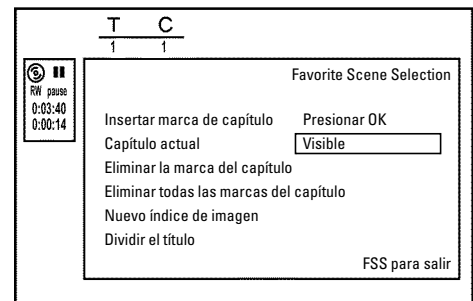 T C
1 1
RW pause
0:03:40
0:00:14
Favorite Scene Selection
Insertar marca de capítulo Presionar OK
Capítulo actual Visible
Eliminar la marca del capítulo
Eliminar todas las marcas del capítulo
Nuevo índice de imagen
Dividir el título
FSS para salir